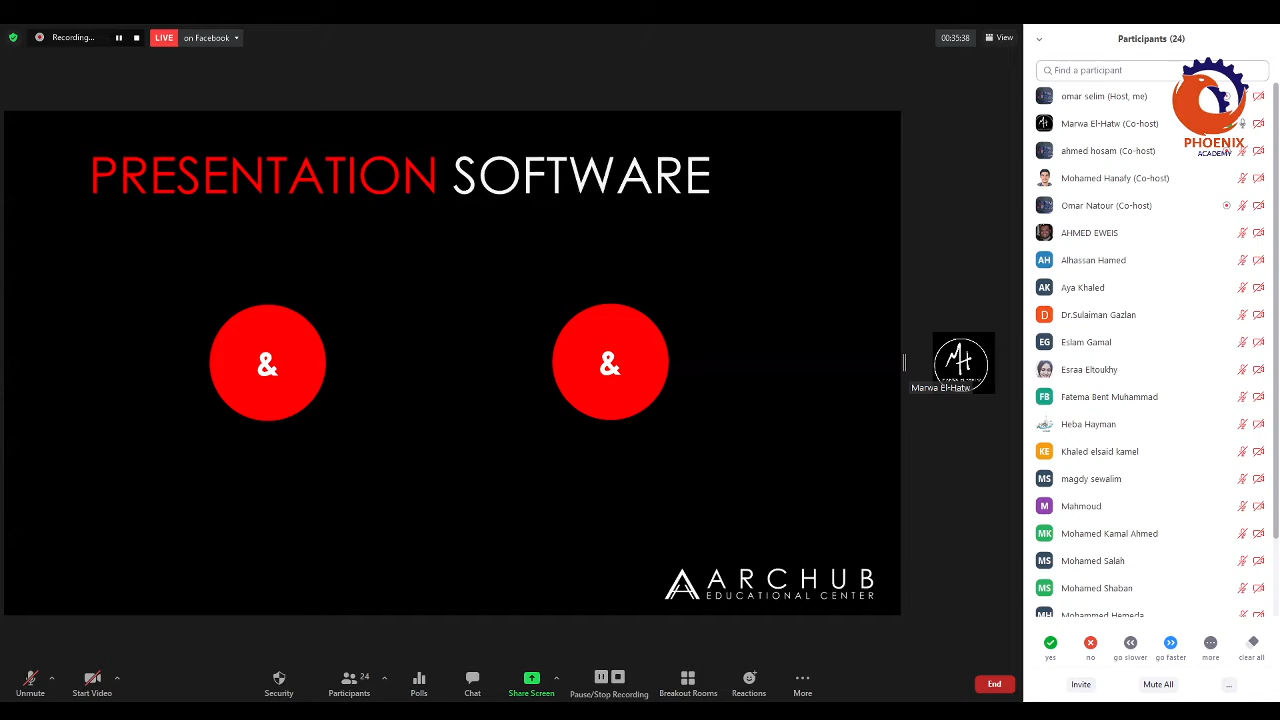 Recording...
LIVE on Facebook
00:35:38
View
Participants (24)
Find a participant
PHOENIX
ACADEMY
omar selim (Host, me)
Marwa El-Hatw (Co-host)
ahmed hosam (Co-host)
Mohamed Hanafy (Co-host)
Omar Natour (Co-host)
AHMED EWEIS
AH Alhassan Hamed
AK Aya Khaled
D Dr.Sulaiman Gazlan
EG Eslam Gamal
Esraa Eltoukhy
FB Fatema Bent Muhammad
Heba Hayman
KE Khaled elsaid kamel
MS magdy sewalim
M Mahmoud
MK Mohamed Kamal Ahmed
MS Mohamed Salah
MS Mohamed Shaban
MH Mohammed Hemeda
yes
no
go slower
go faster
more
clear all
Invite
Mute All
...
PRESENTATION SOFTWARE
&
&
MH
Marwa El-Hatw
ARCHUB
EDUCATIONAL CENTER
Unmute
Start Video
Security
24
Participants
Polls
Chat
Share Screen
Pause/Stop Recording
Breakout Rooms
Reactions
More
End